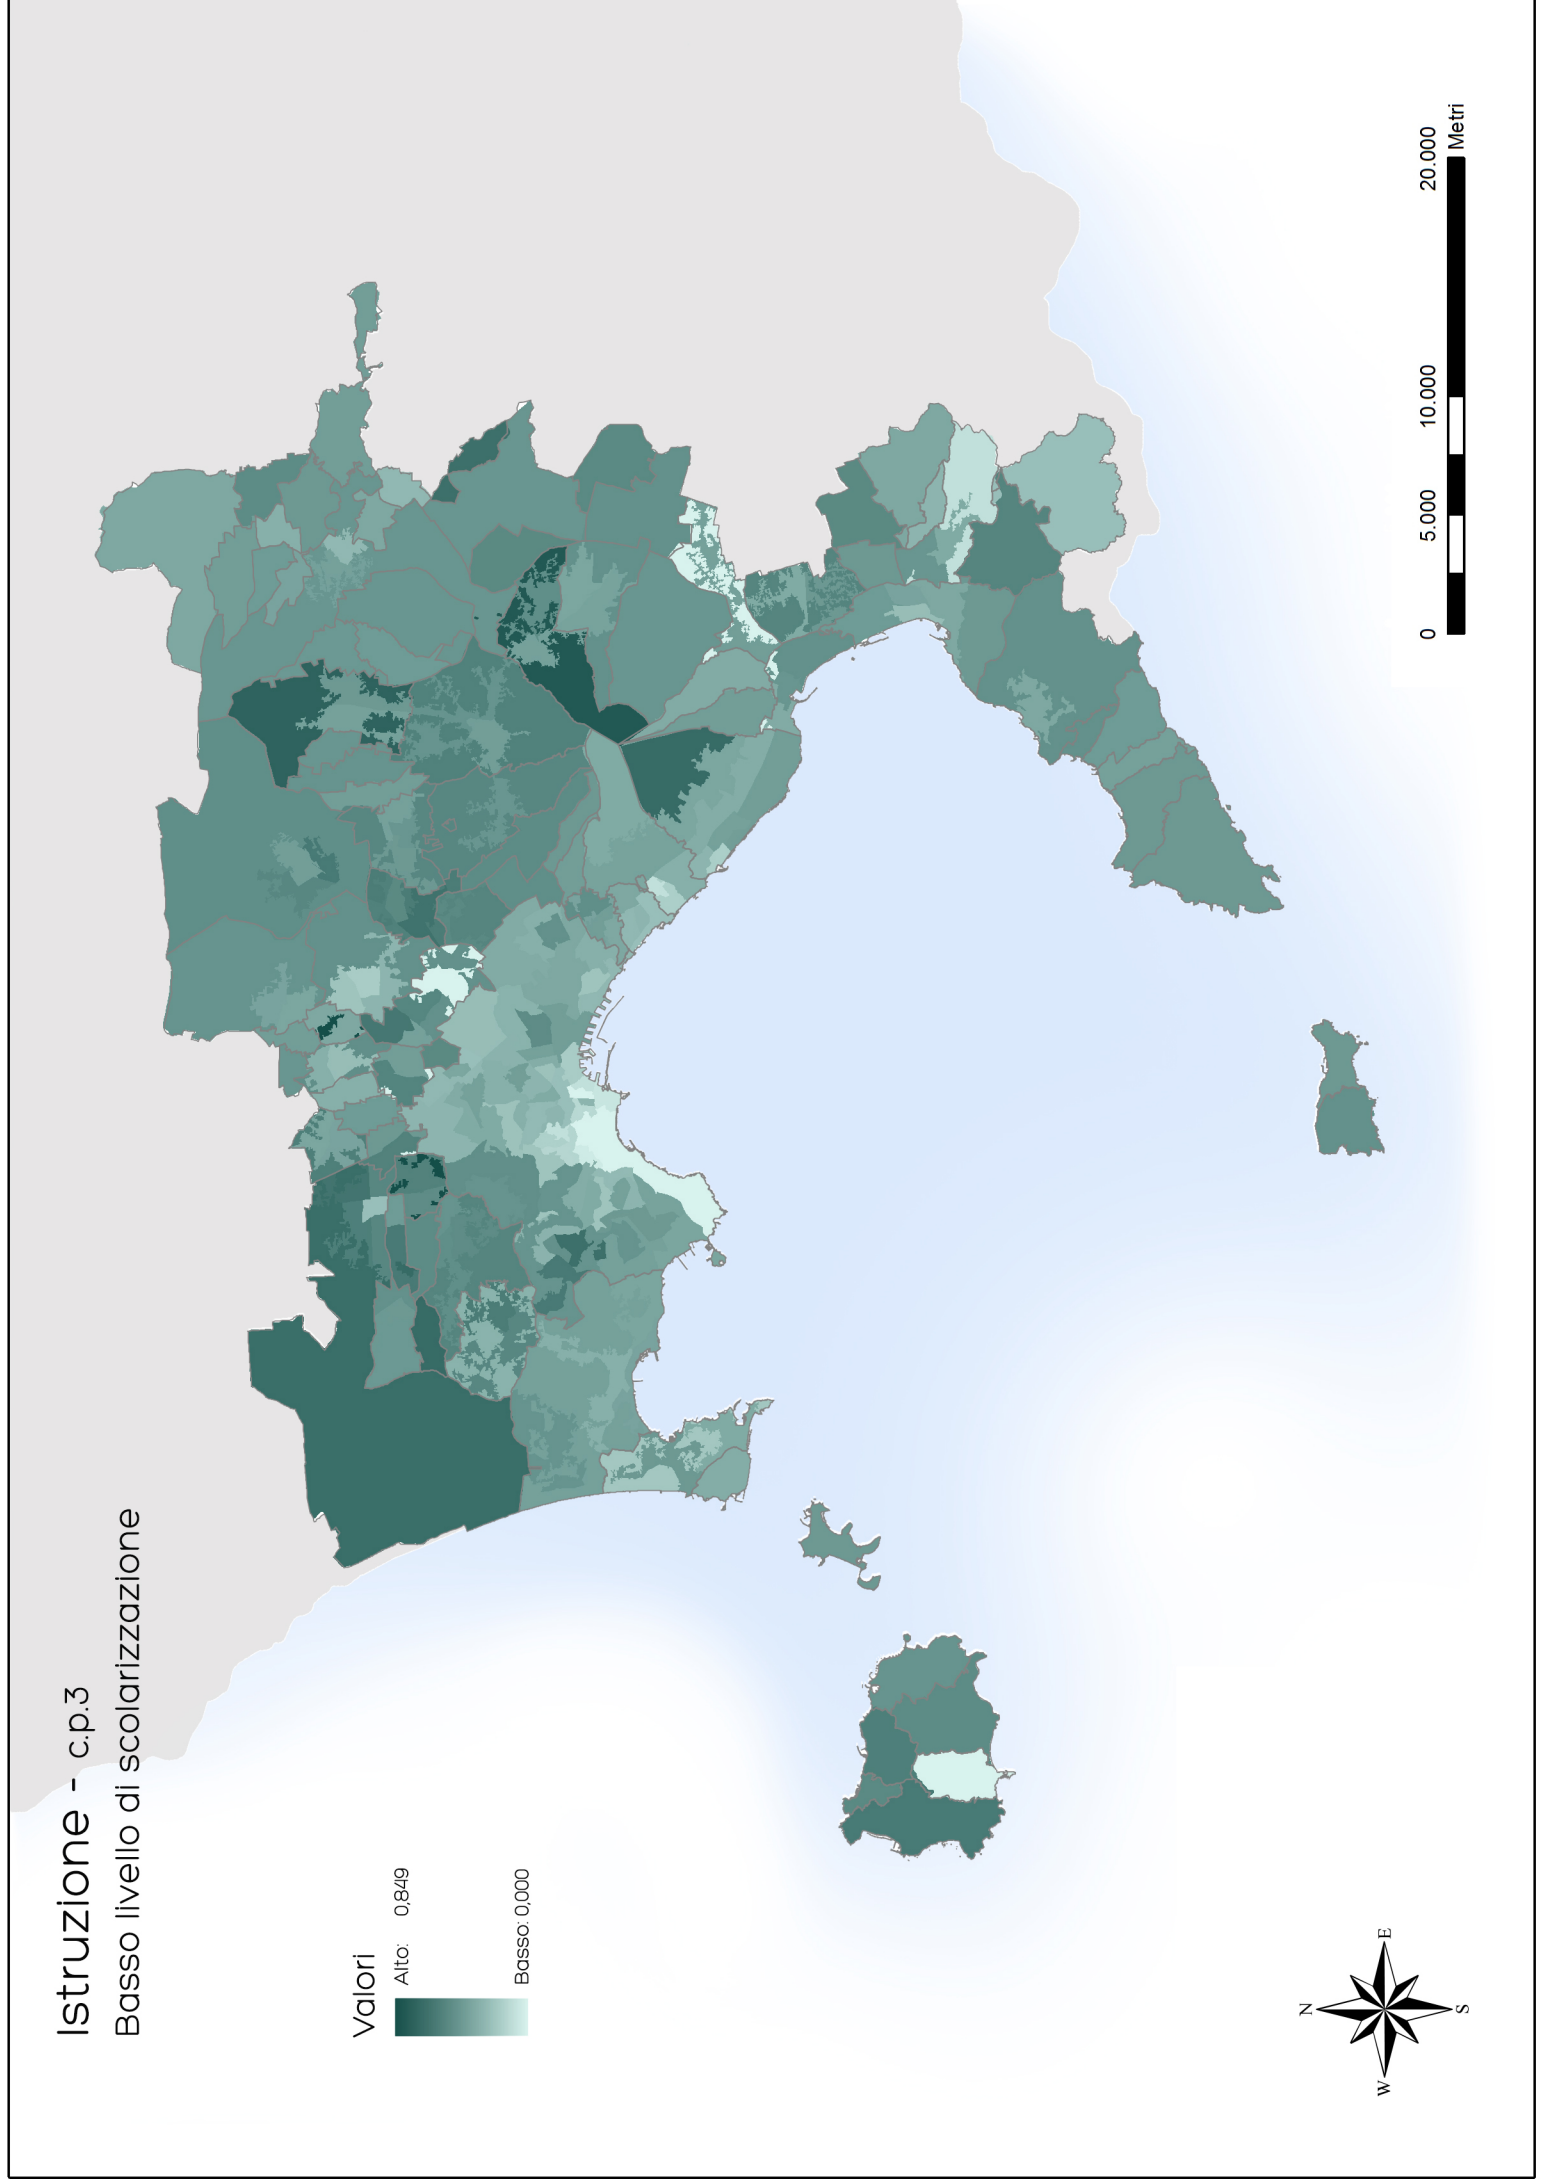 Istruzione - c.p.3
Basso livello di scolarizzazione
Valori
Alto: 0,849
Basso: 0,000
N
W
E
S
0 5.000 10.000 20.000
Metri